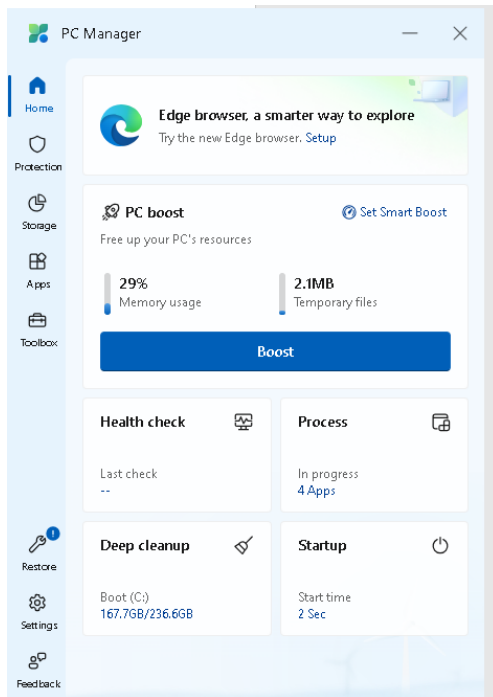 PC Manager
Home
Protection
Storage
Apps
Toolbox
Restore
Settings
Feedback
Edge browser, a smarter way to explore
Try the new Edge browser. Setup
PC boost
Set Smart Boost
Free up your PC's resources
29%
Memory usage
2.1MB
Temporary files
Boost
Health check
Last check
--
Process
In progress
4 Apps
Deep cleanup
Boot (C:)
167.7GB/236.6GB
Startup
Start time
2 Sec